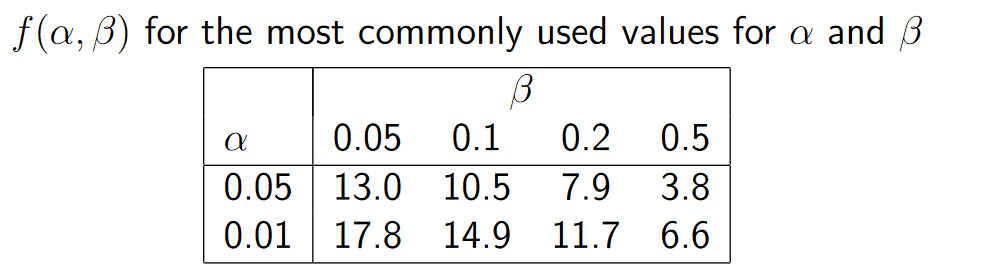 f(α, β) for the most commonly used values for α and β
β
α 0.05 0.1 0.2 0.5
0.05 13.0 10.5 7.9 3.8
0.01 17.8 14.9 11.7 6.6